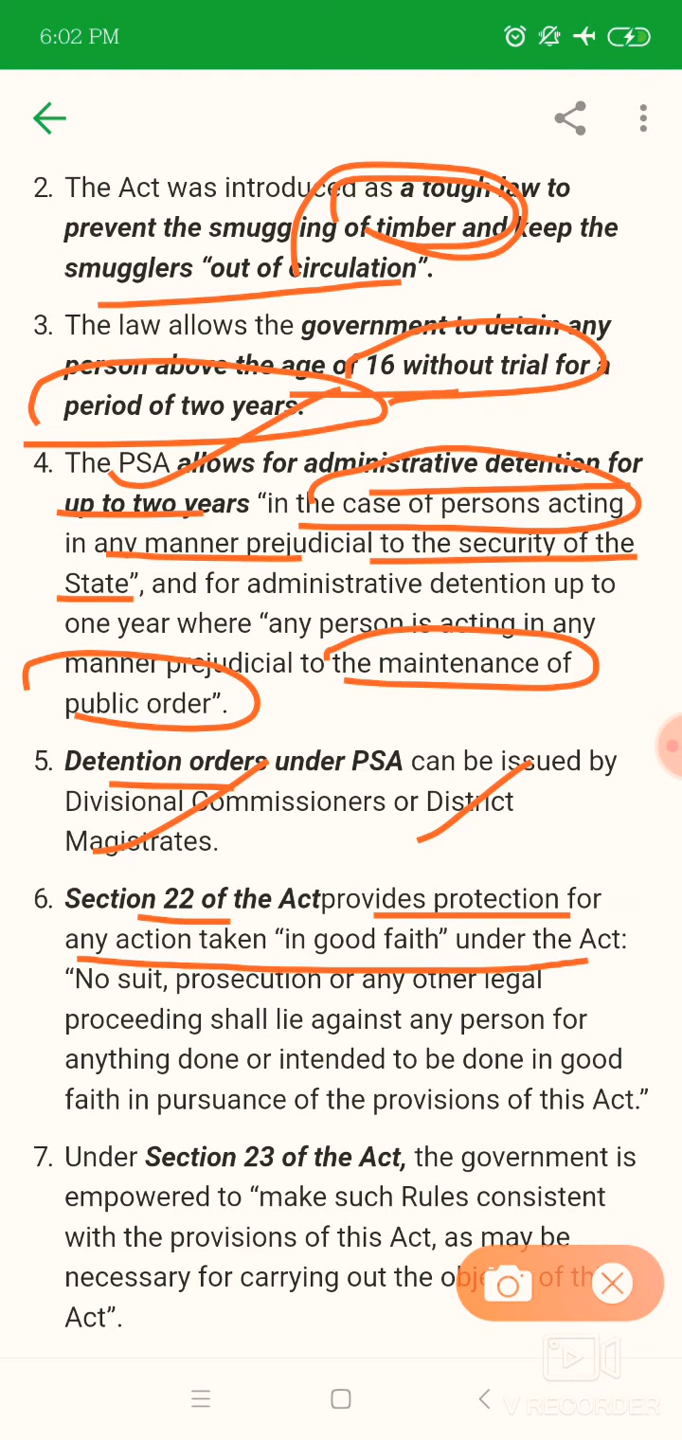 6:02 PM
2. The Act was introduced as a tough law to
prevent the smuggling of timber and keep the
smugglers “out of circulation”.
3. The law allows the government to detain any
person above the age of 16 without trial for a
period of two years.
4. The PSA allows for administrative detention for
up to two years “in the case of persons acting
in any manner prejudicial to the security of the
State”, and for administrative detention up to
one year where “any person is acting in any
manner prejudicial to the maintenance of
public order”.
5. Detention orders under PSA can be issued by
Divisional Commissioners or District
Magistrates.
6. Section 22 of the Actprovides protection for
any action taken “in good faith” under the Act:
“No suit, prosecution or any other legal
proceeding shall lie against any person for
anything done or intended to be done in good
faith in pursuance of the provisions of this Act.”
7. Under Section 23 of the Act, the government is
empowered to “make such Rules consistent
with the provisions of this Act, as may be
necessary for carrying out the of
Act”.
V RECORDER